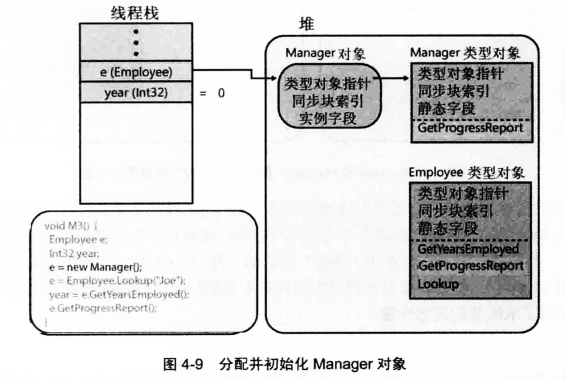 线程栈
e (Employee)
year (Int32)
= 0
堆
Manager 对象
类型对象指针
同步块索引
实例字段
Manager 类型对象
类型对象指针
同步块索引
静态字段
GetProgressReport
Employee 类型对象
类型对象指针
同步块索引
静态字段
GetYearsEmployed
GetProgressReport
Lookup
void M3() {
Employee e;
Int32 year;
e = new Manager();
e = Employee.Lookup("Joe");
year = e.GetYearsEmployed();
e.GetProgressReport();
}
图 4-9 分配并初始化 Manager 对象